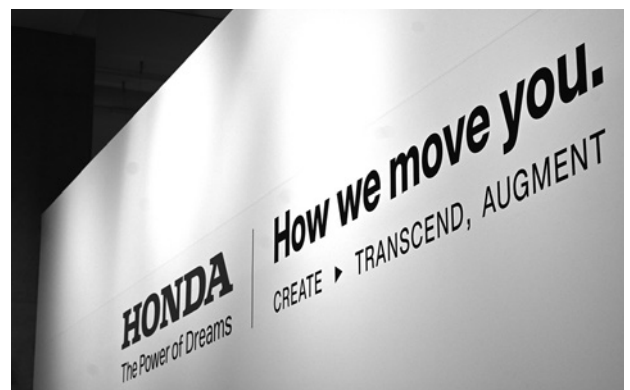 HONDA
The Power of Dreams
How we move you.
CREATE ▶ TRANSCEND, AUGMENT